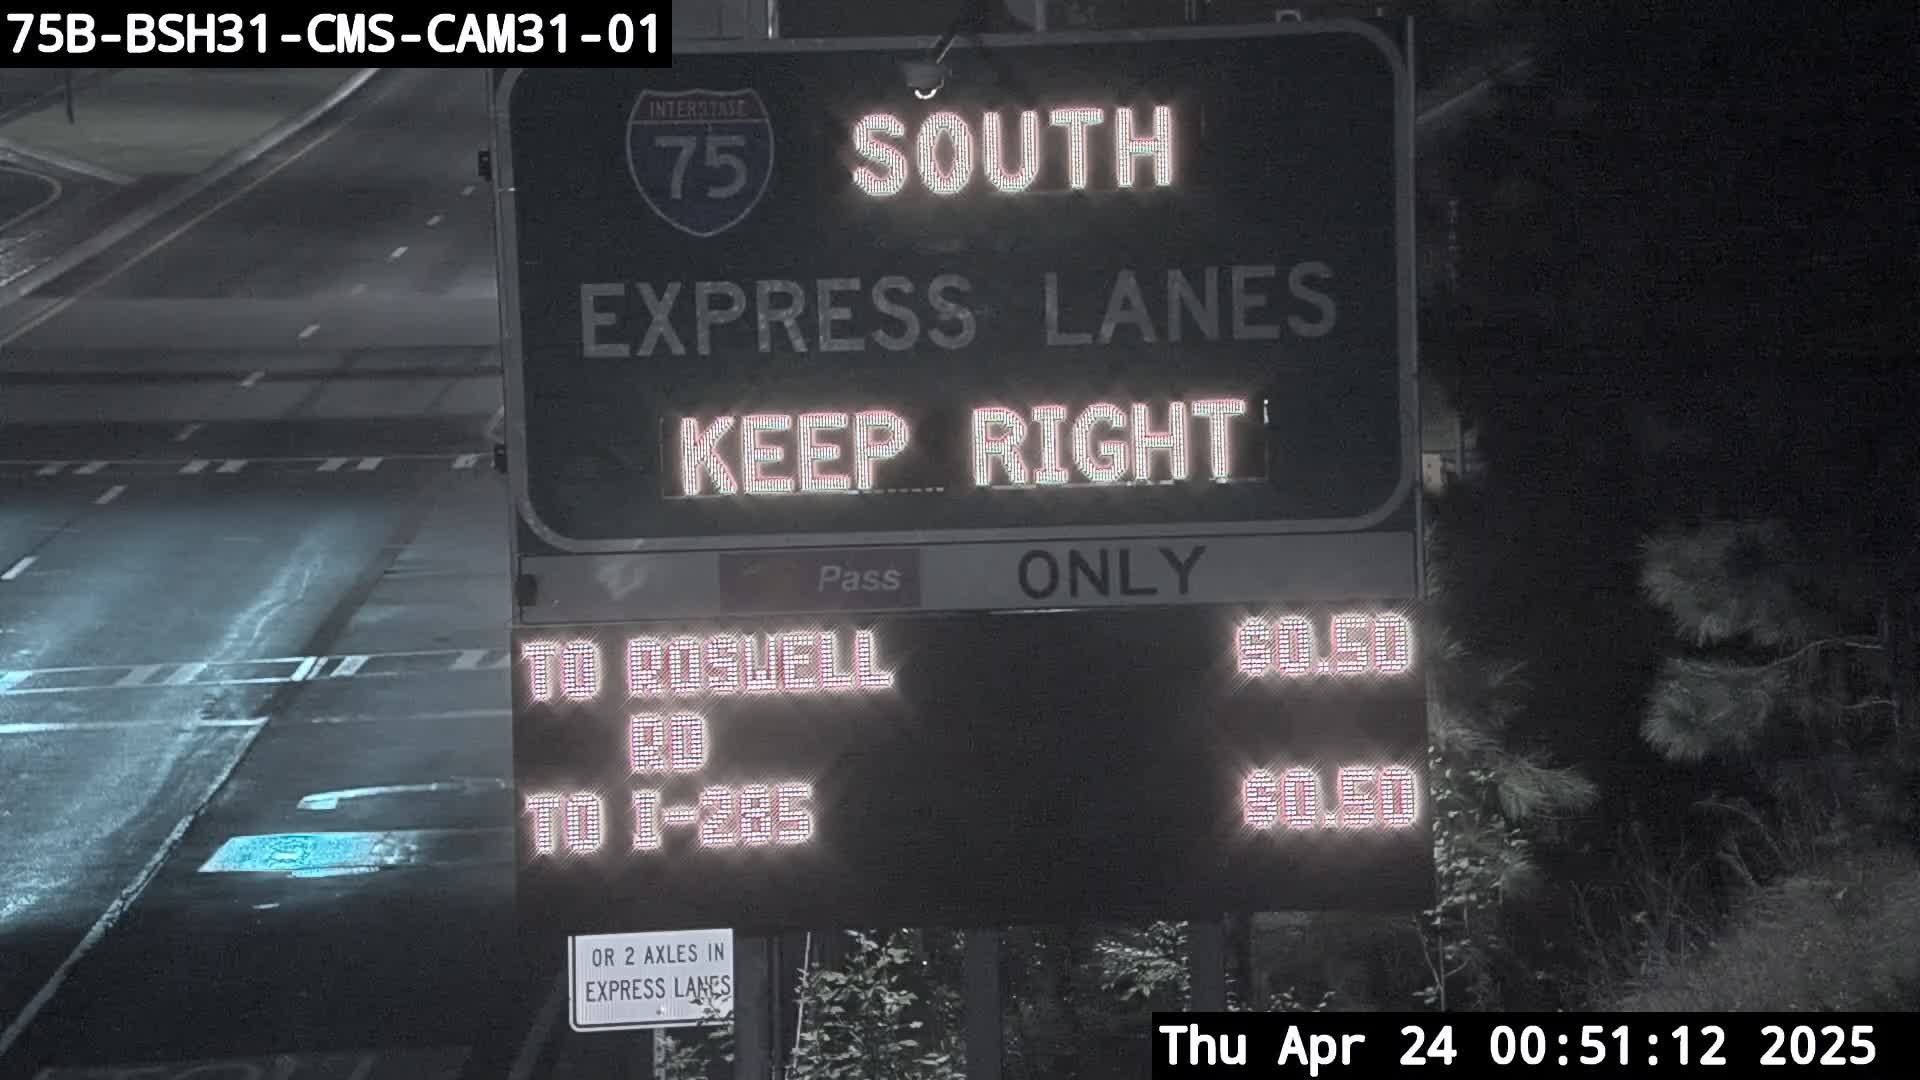 75B-BSH31-CMS-CAM31-01
INTERSTATE
75
SOUTH
EXPRESS LANES
KEEP RIGHT
Pass ONLY
TO ROSWELL $0.50
RD
TO I-285 $0.50
OR 2 AXLES IN
EXPRESS LANES
Thu Apr 24 00:51:12 2025